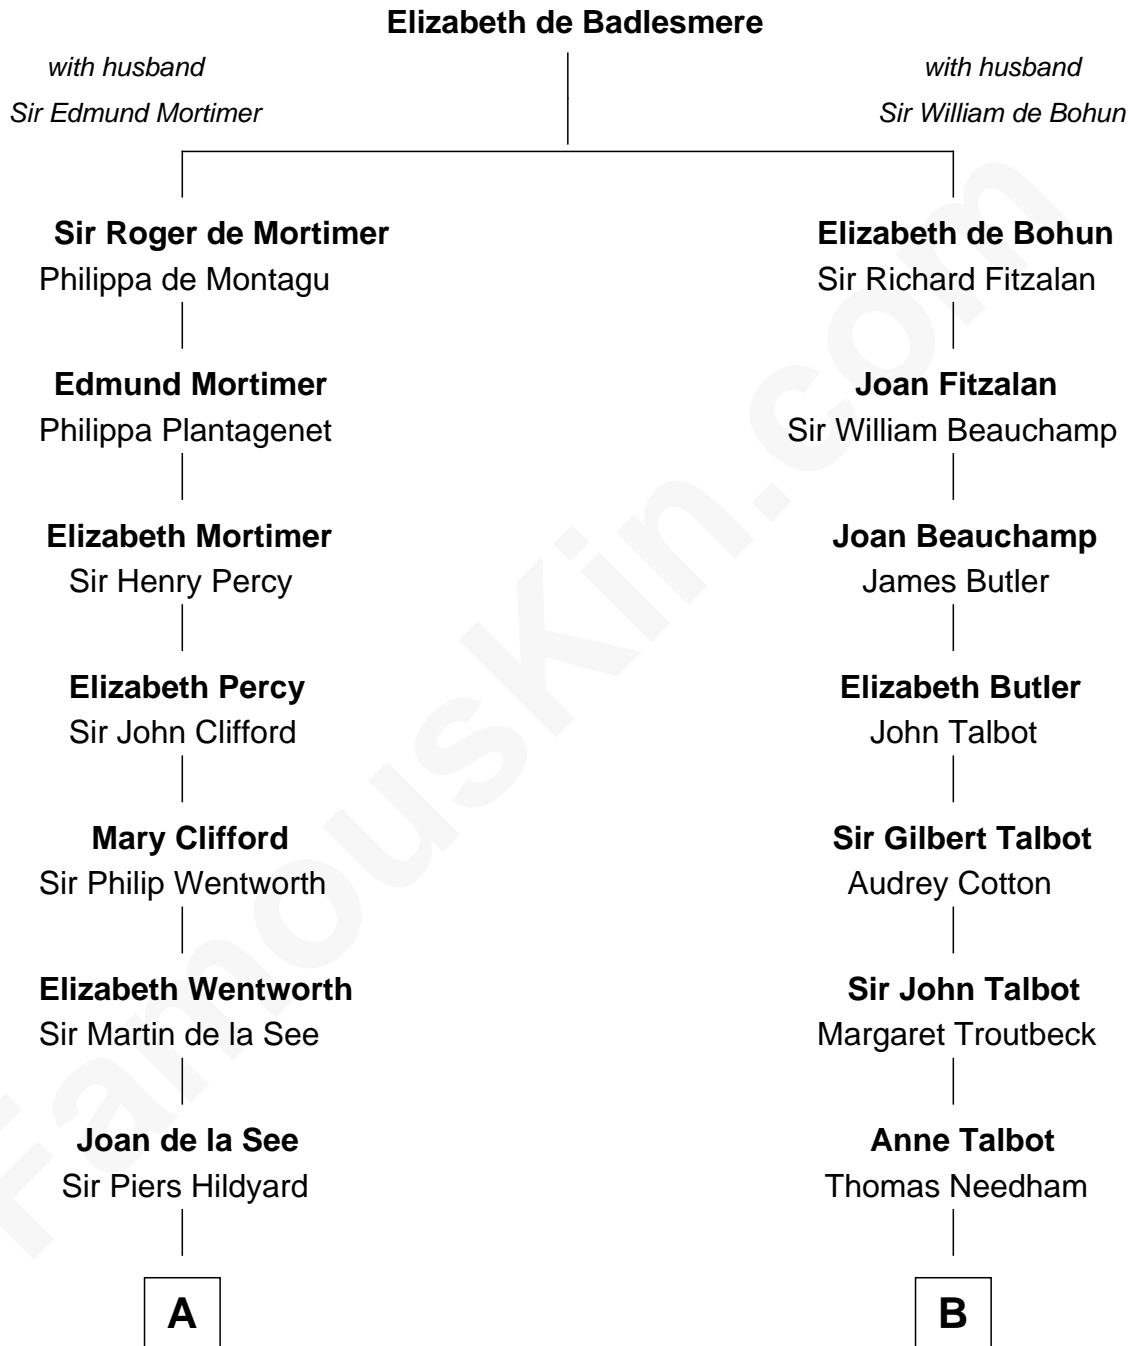 Elizabeth de Badlesmere
with husband
Sir Edmund Mortimer
with husband
Sir William de Bohun
Sir Roger de Mortimer
Philippa de Montagu
Elizabeth de Bohun
Sir Richard Fitzalan
Edmund Mortimer
Philippa Plantagenet
Joan Fitzalan
Sir William Beauchamp
Elizabeth Mortimer
Sir Henry Percy
Joan Beauchamp
James Butler
Elizabeth Percy
Sir John Clifford
Elizabeth Butler
John Talbot
Mary Clifford
Sir Philip Wentworth
Sir Gilbert Talbot
Audrey Cotton
Elizabeth Wentworth
Sir Martin de la See
Sir John Talbot
Margaret Troutbeck
Joan de la See
Sir Piers Hildyard
Anne Talbot
Thomas Needham
A
B
FamousKin.com